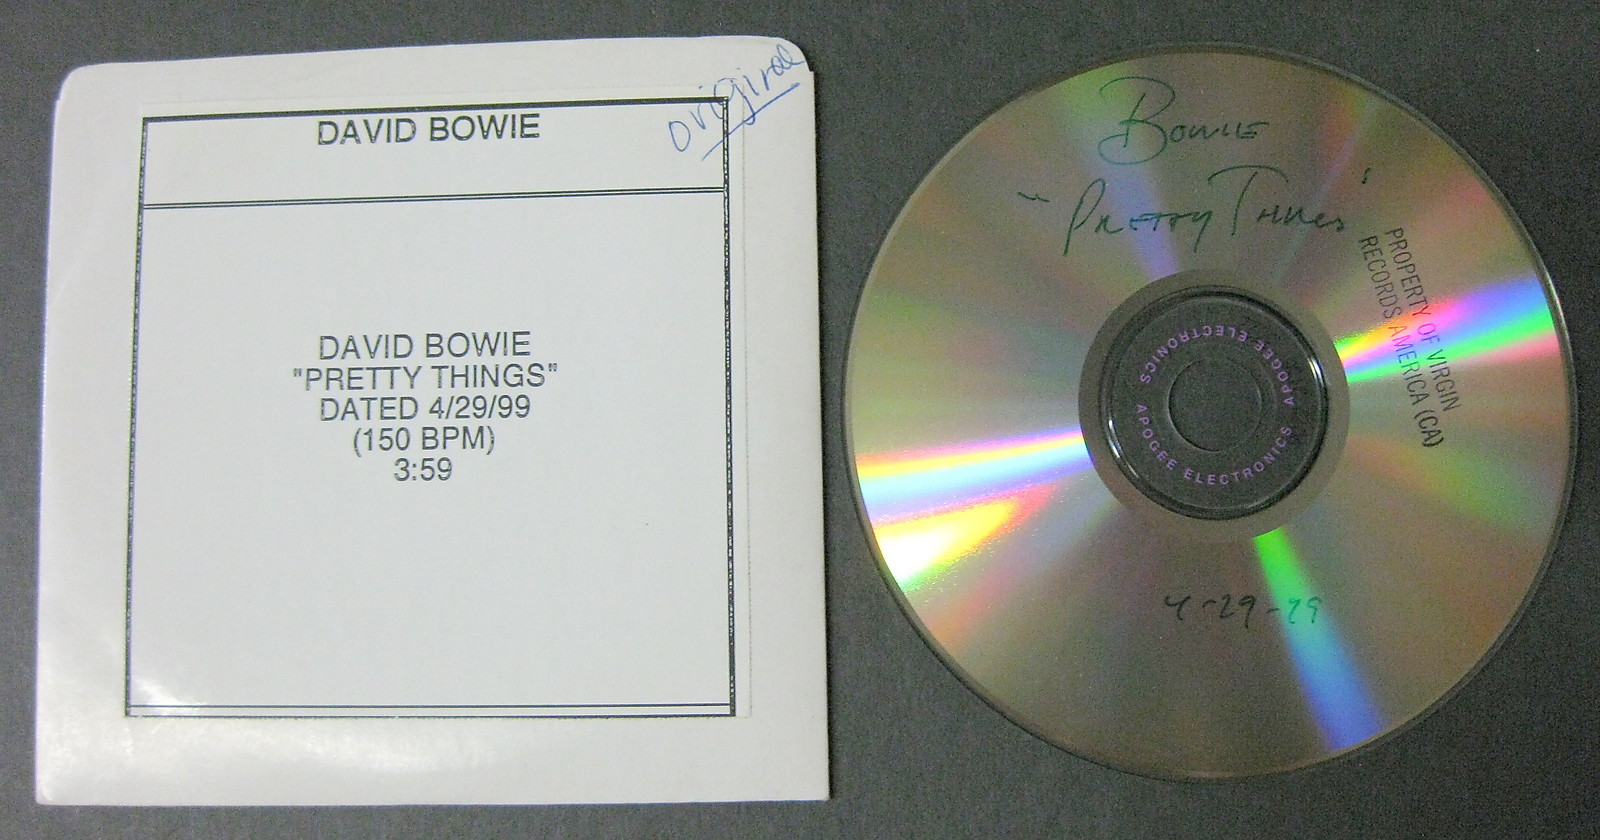 original
DAVID BOWIE
DAVID BOWIE
"PRETTY THINGS"
DATED 4/29/99
(150 BPM)
3:59
Bowie
"Pretty Things"
PROPERTY OF VIRGIN
RECORDS AMERICA (CA)
APOGEE ELECTRONICS
APOGEE ELECTRONICS
4-29-99